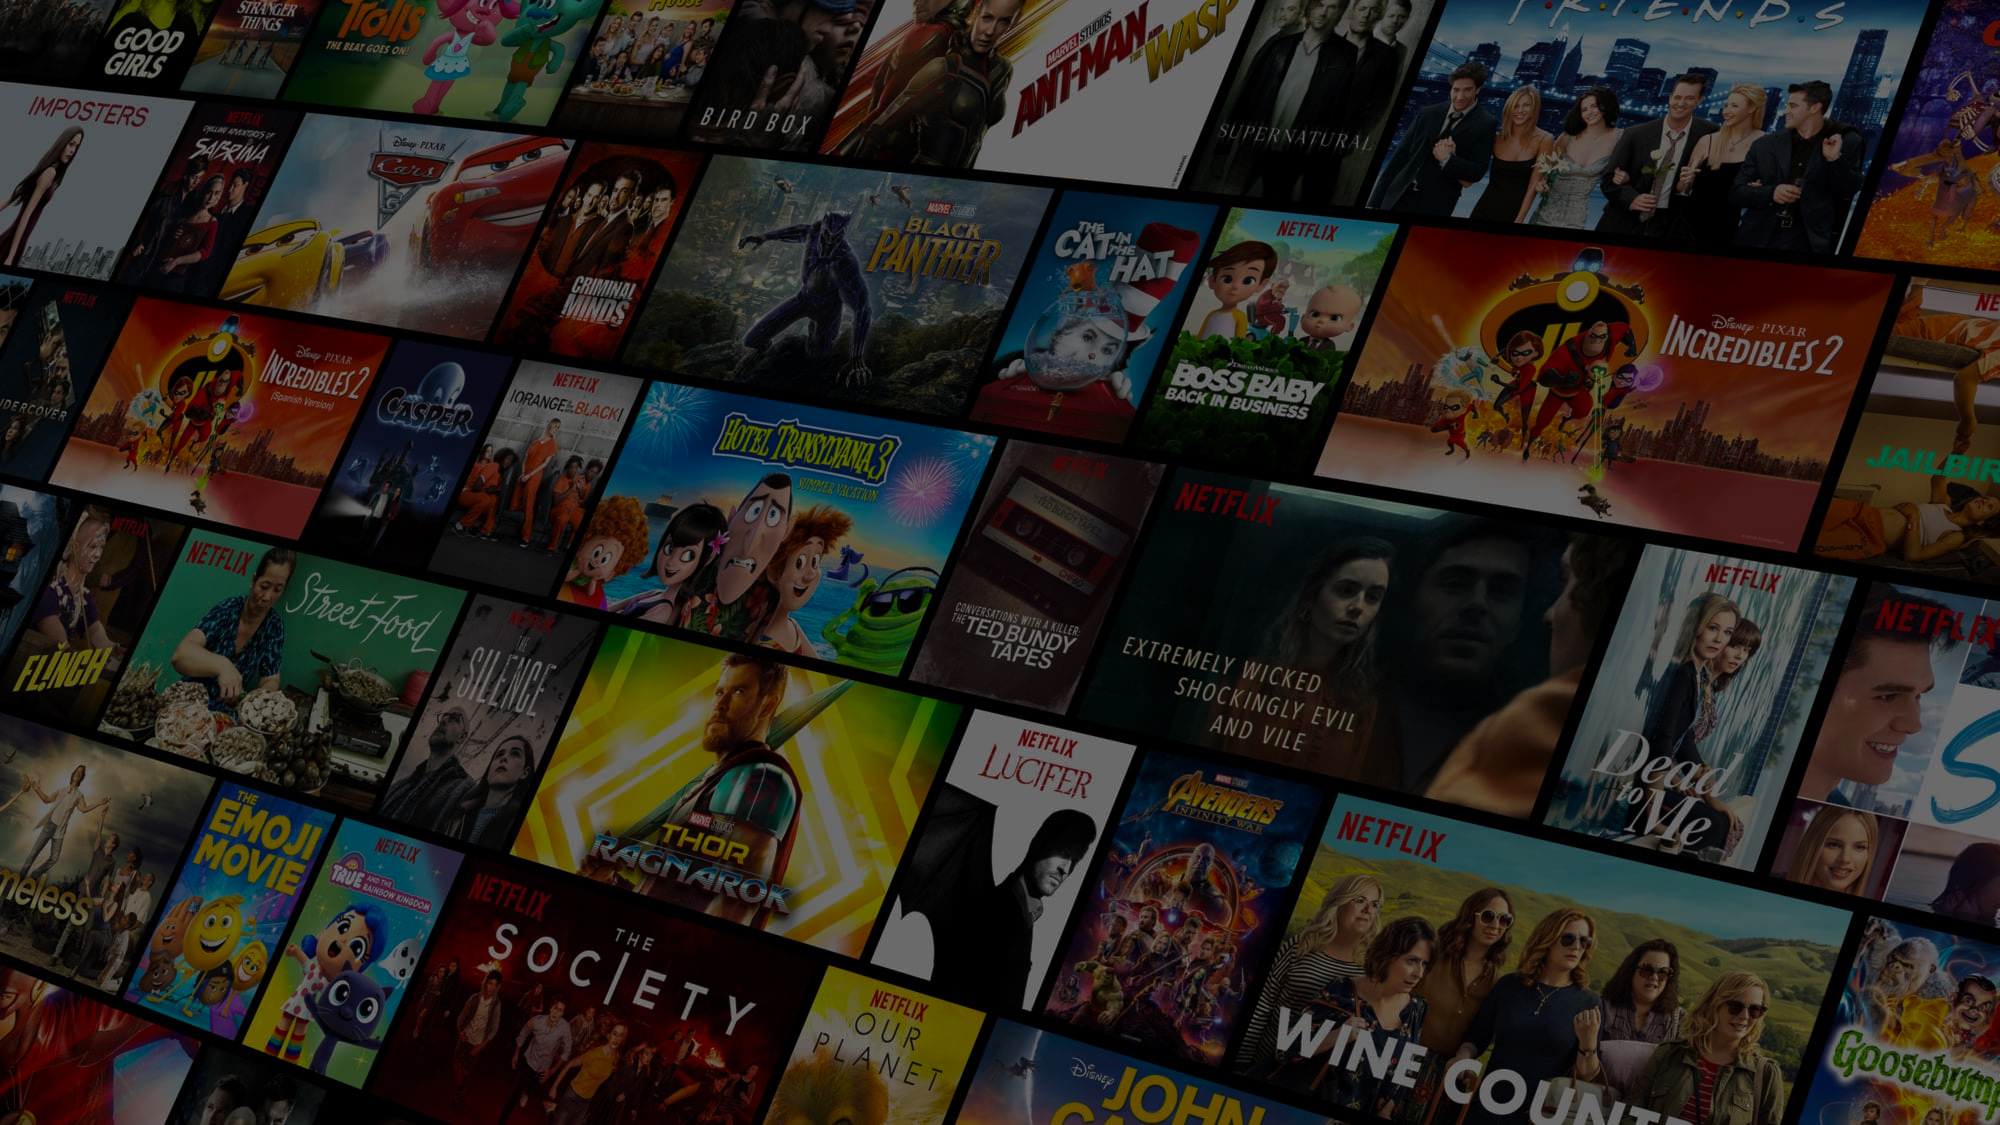 GOOD
GIRLS
STRANGER
THINGS
Trolls
THE BEAT GOES ON!
HOUSE
BIRD BOX
MARVEL STUDIOS
ANT-MAN
AND THE
WASP
SUPERNATURAL
F·R·I·E·N·D·S
IMPOSTERS
NETFLIX
CHILLING ADVENTURES OF
SABRINA
Disney·PIXAR
Cars
3
CRIMINAL
MINDS
MARVEL STUDIOS
BLACK
PANTHER
THE
CAT IN
THE
HAT
NETFLIX
THE
DREAMWORKS
BOSS BABY
BACK IN BUSINESS
Disney·PIXAR
INCREDIBLES 2
NE
JAILBIR
NETFLIX
NDERCOVER
Disney·PIXAR
INCREDIBLES 2
(Spanish Version)
CASPER
NETFLIX
ORANGE IS THE NEW BLACK
HOTEL TRANSYLVANIA 3
SUMMER VACATION
NETFLIX
CONVERSATIONS WITH A KILLER:
THE TED BUNDY
TAPES
NETFLIX
EXTREMELY WICKED
SHOCKINGLY EVIL
AND VILE
NETFLIX
Dead
to Me
NETFLIX
S
NETFLIX
FLINCH
NETFLIX
Street Food
NETFLIX
THE
SILENCE
MARVEL STUDIOS
THOR
RAGNAROK
NETFLIX
LUCIFER
MARVEL STUDIOS
AVENGERS
INFINITY WAR
NETFLIX
WINE COUNT
Goosebump
meless
THE
EMOJI
MOVIE
NETFLIX
TRUE AND THE
RAINBOW KINGDOM
NETFLIX
THE
SOCIETY
NETFLIX
OUR
PLANET
Disney
JOHN
CA